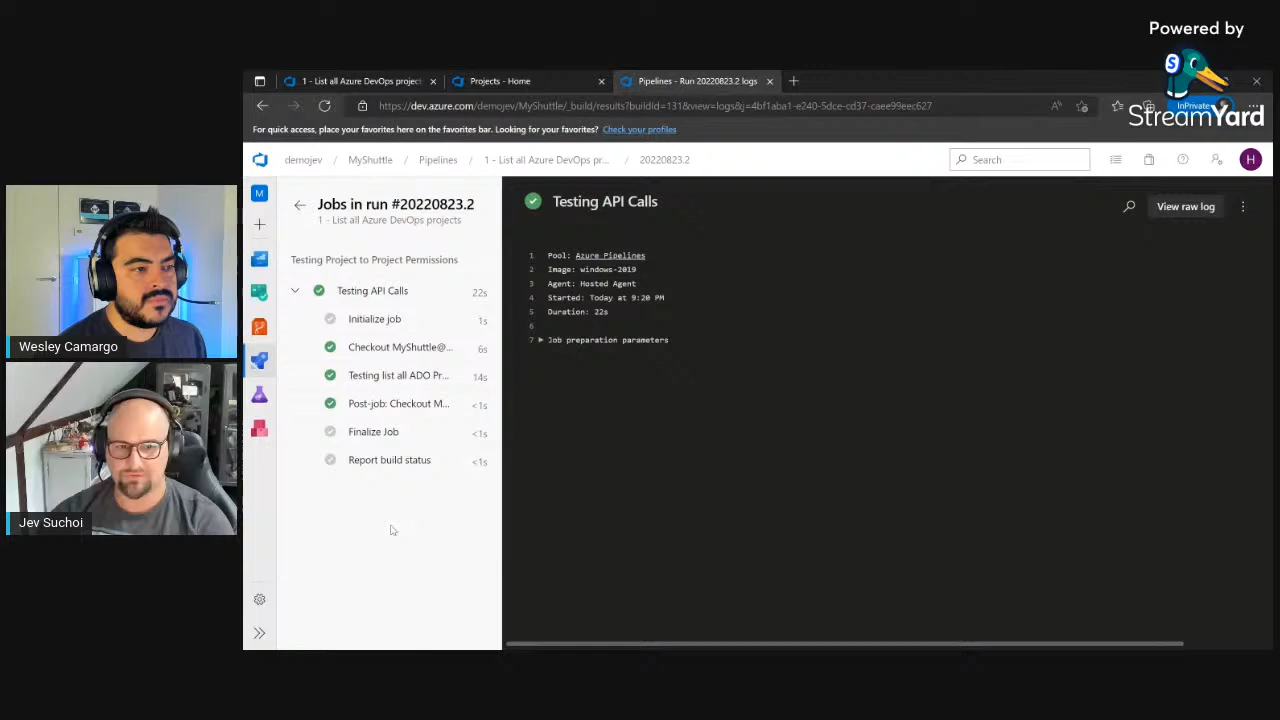 Powered by
StreamYard
1 - List all Azure DevOps project
Projects - Home
Pipelines - Run 20220823.2 logs
https://dev.azure.com/demojev/MyShuttle/_build/results?buildId=131&view=logs&j=4bf1aba1-e240-5dce-cd37-caee99eec627
InPrivate
For quick access, place your favorites here on the favorites bar. Looking for your favorites? Check your profiles
demojev / MyShuttle / Pipelines / 1 - List all Azure DevOps pr... / 20220823.2
Search
H
M
Jobs in run #20220823.2
1 - List all Azure DevOps projects
Testing Project to Project Permissions
Testing API Calls 22s
Initialize job 1s
Checkout MyShuttle@... 6s
Testing list all ADO Pr... 14s
Post-job: Checkout M... <1s
Finalize Job <1s
Report build status <1s
Testing API Calls
View raw log
1 Pool: Azure Pipelines
2 Image: windows-2019
3 Agent: Hosted Agent
4 Started: Today at 9:20 PM
5 Duration: 22s
6
7 Job preparation parameters
Wesley Camargo
Jev Suchoi